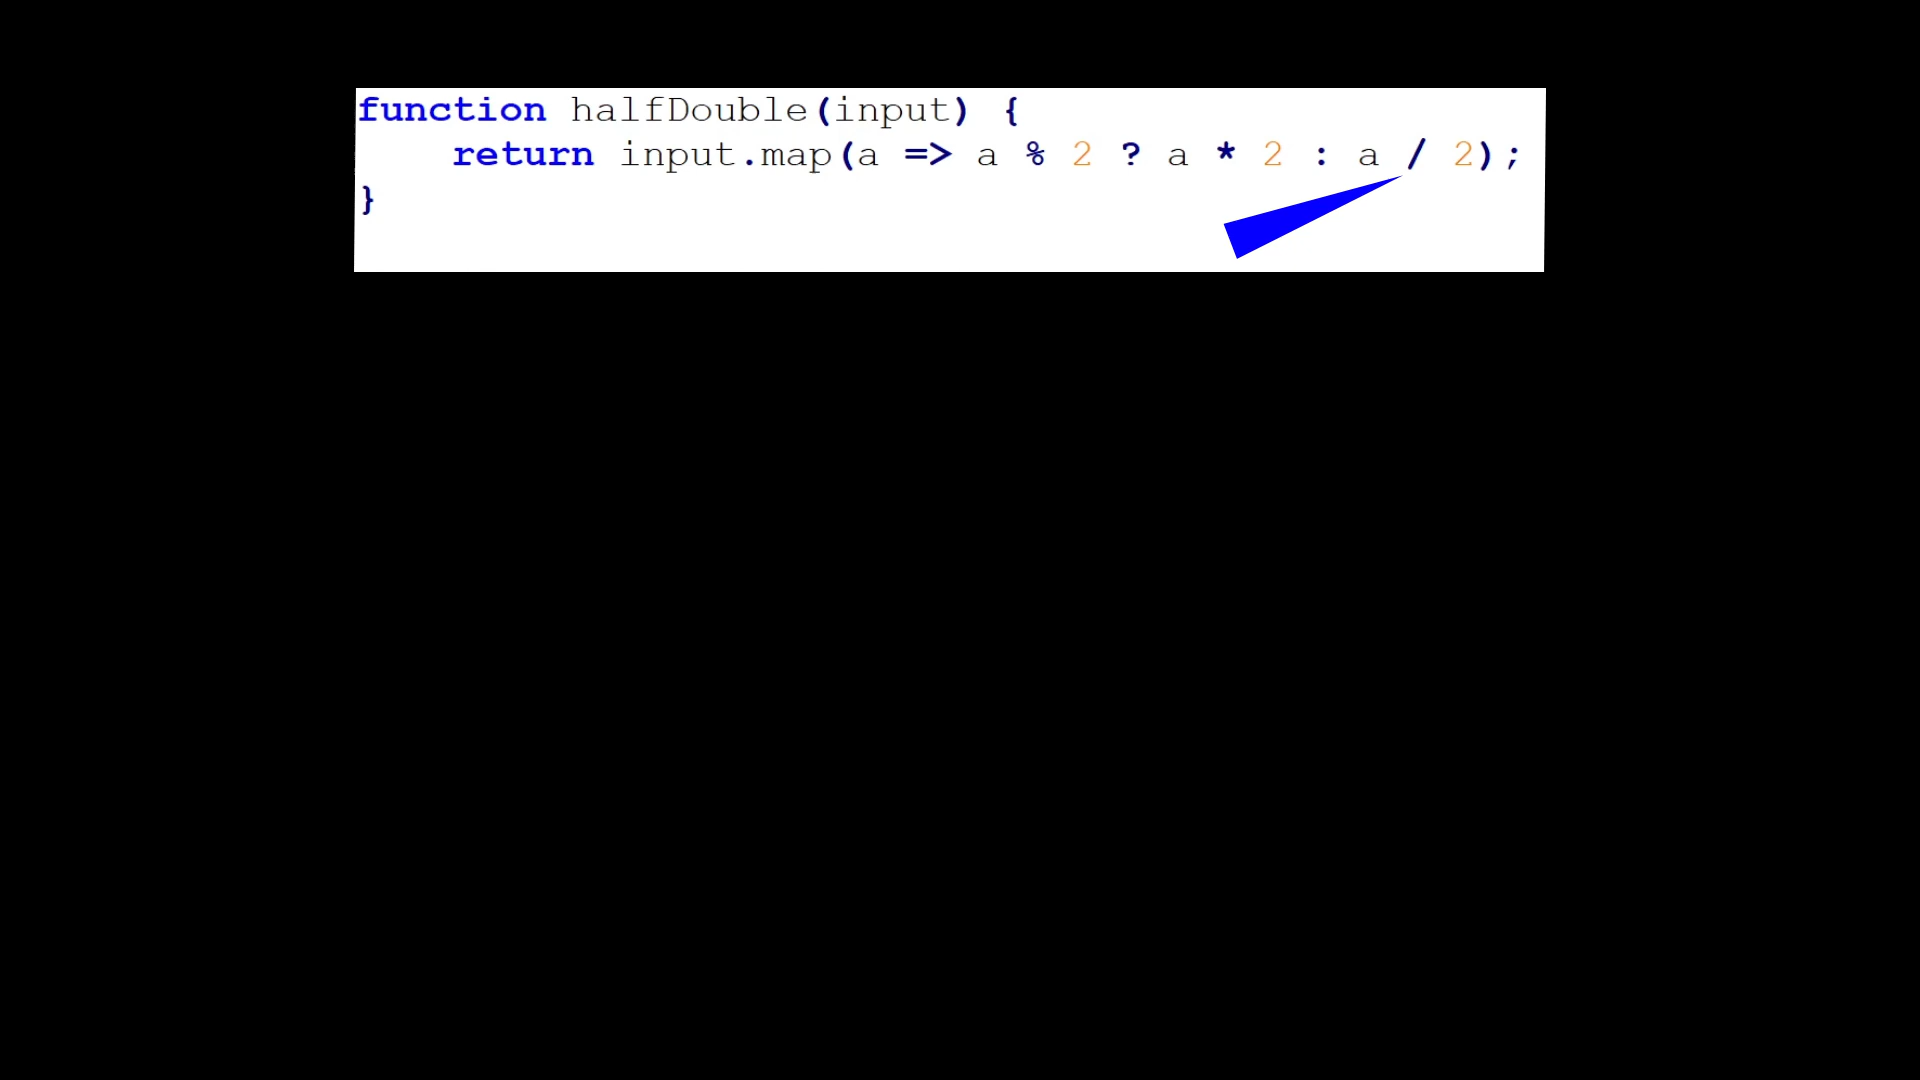 function halfDouble(input) {
    return input.map(a => a % 2 ? a * 2 : a / 2);
}